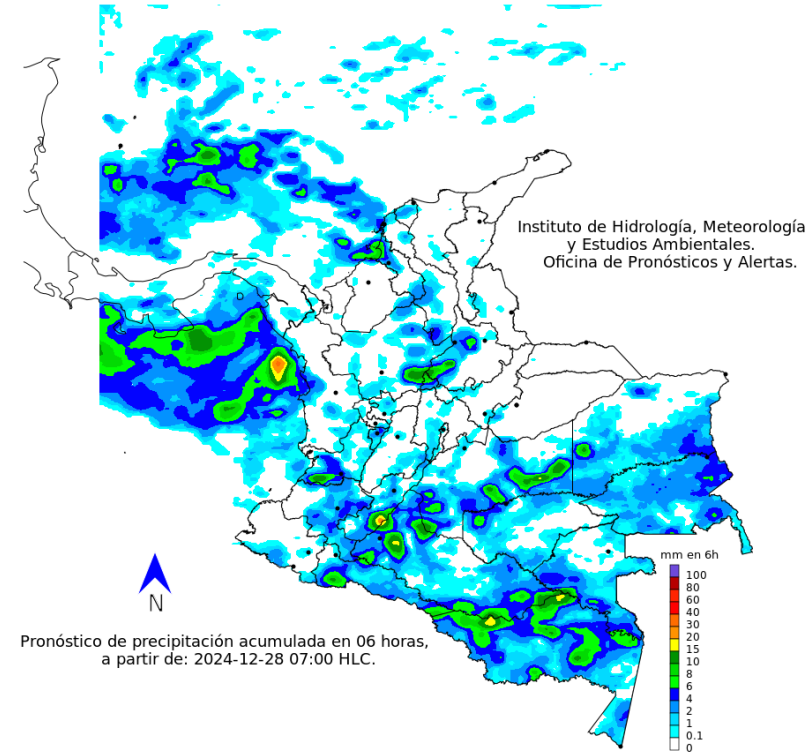 Instituto de Hidrología, Meteorología
y Estudios Ambientales.
Oficina de Pronósticos y Alertas.
mm en 6h
100
80
60
40
30
20
15
10
8
6
4
2
1
0.1
0
N
Pronóstico de precipitación acumulada en 06 horas,
a partir de: 2024-12-28 07:00 HLC.